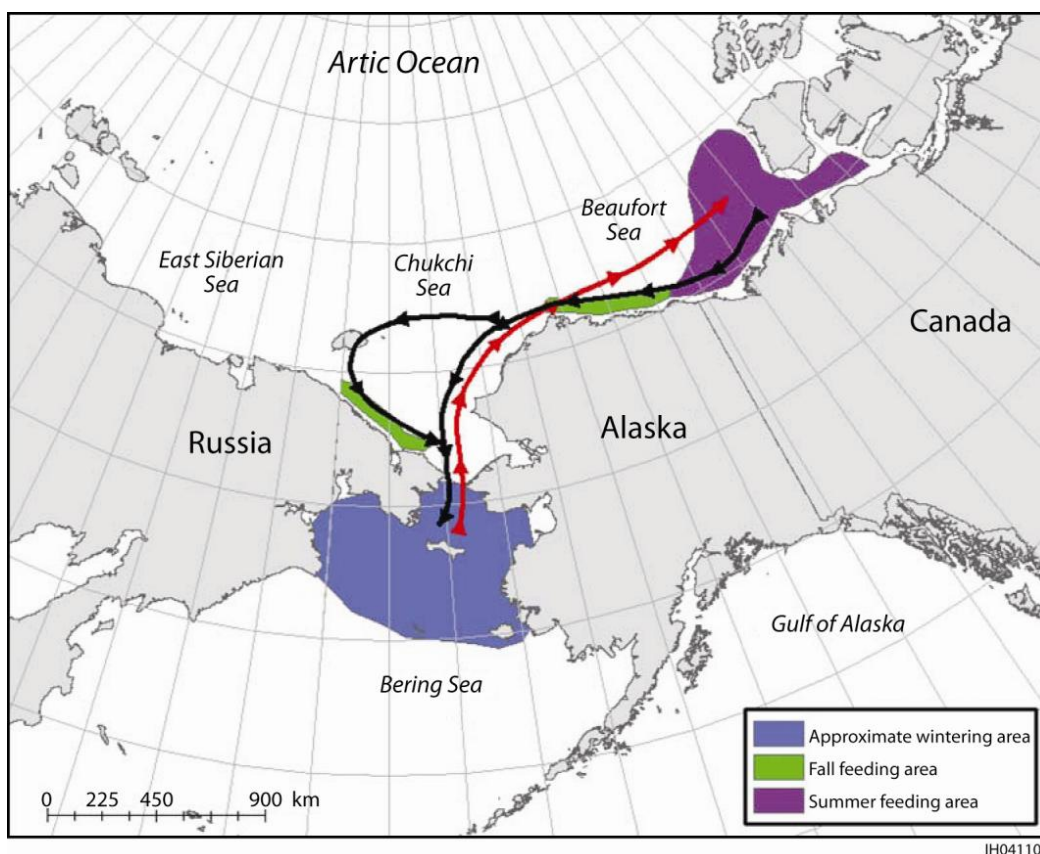 Artic Ocean
Beaufort
Sea
East Siberian
Sea
Chukchi
Sea
Canada
Russia
Alaska
Gulf of Alaska
Bering Sea
Approximate wintering area
Fall feeding area
Summer feeding area
0 225 450 900 km
JH04110